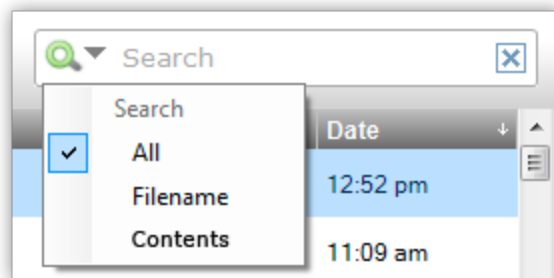 Search
Search
All
Date
12:52 pm
Filename
Contents
11:09 am